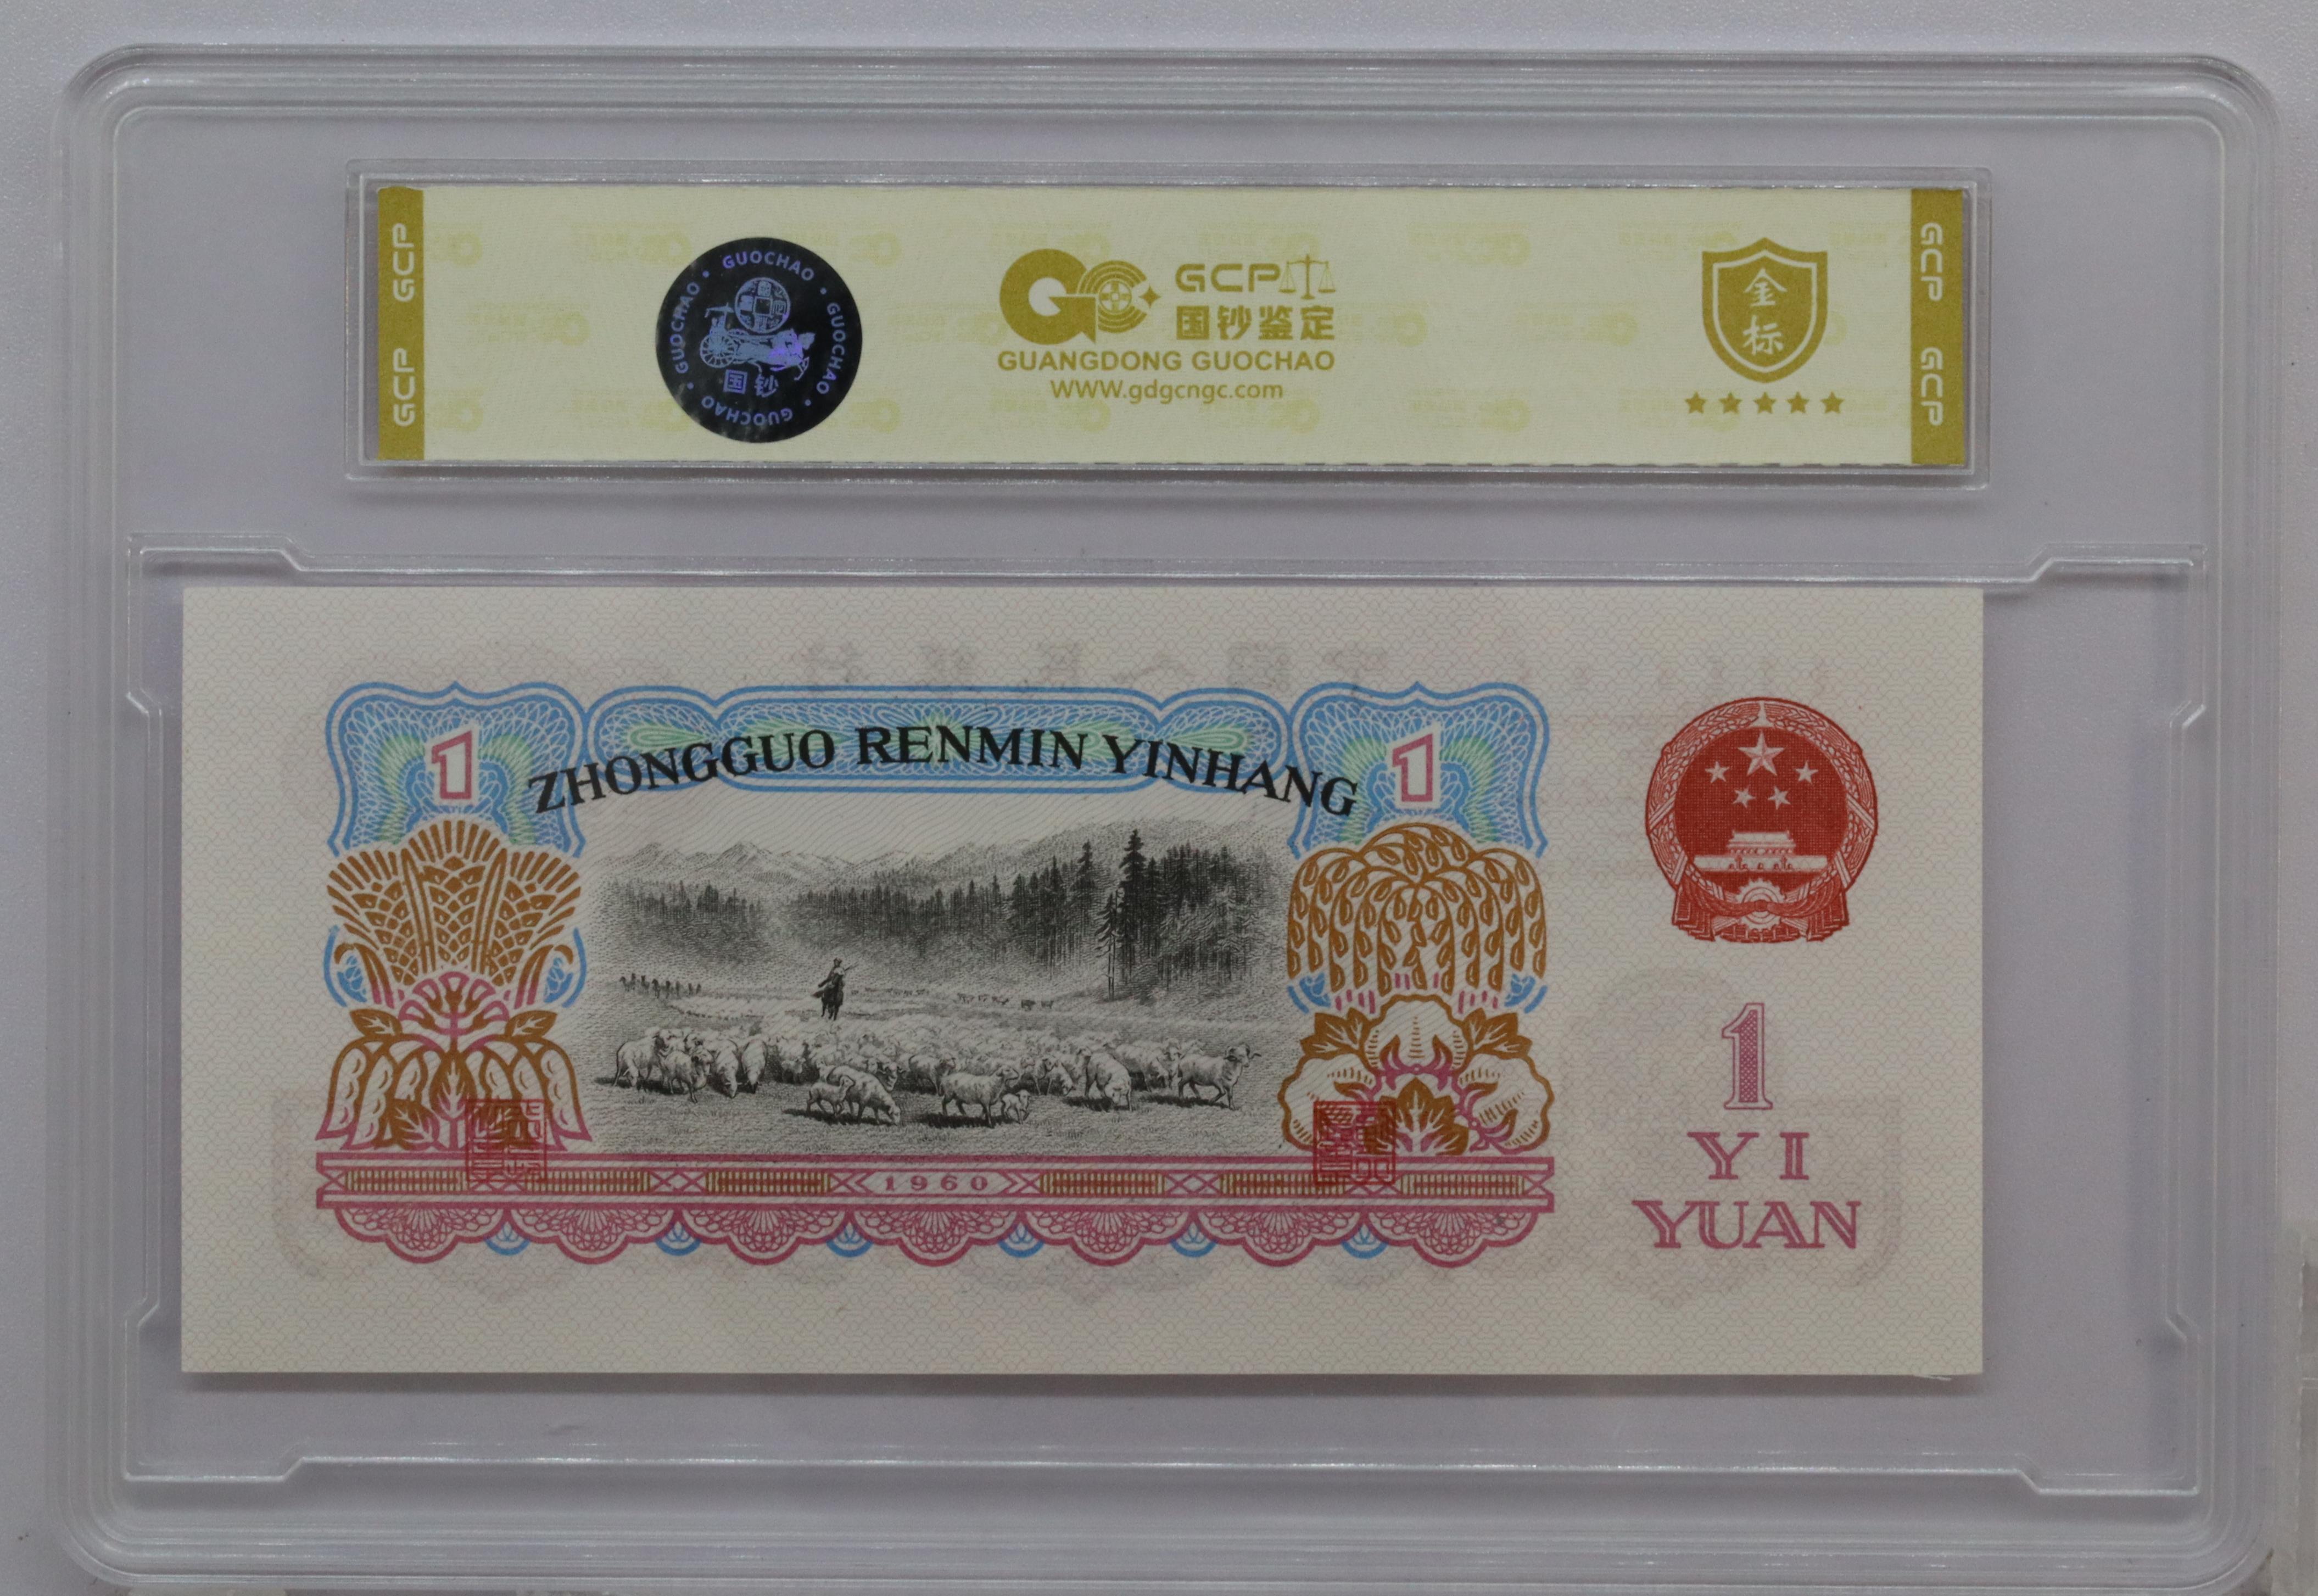 GCP GCP
GUOCHAO • GUOCHAO • GUOCHAO • GUOCHAO •
国钞
GCP
国钞鉴定
GUANGDONG GUOCHAO
WWW.gdgcngc.com
金
标
GCP GCP
1
ZHONGGUO RENMIN YINHANG
1
1960
1
YI
YUAN